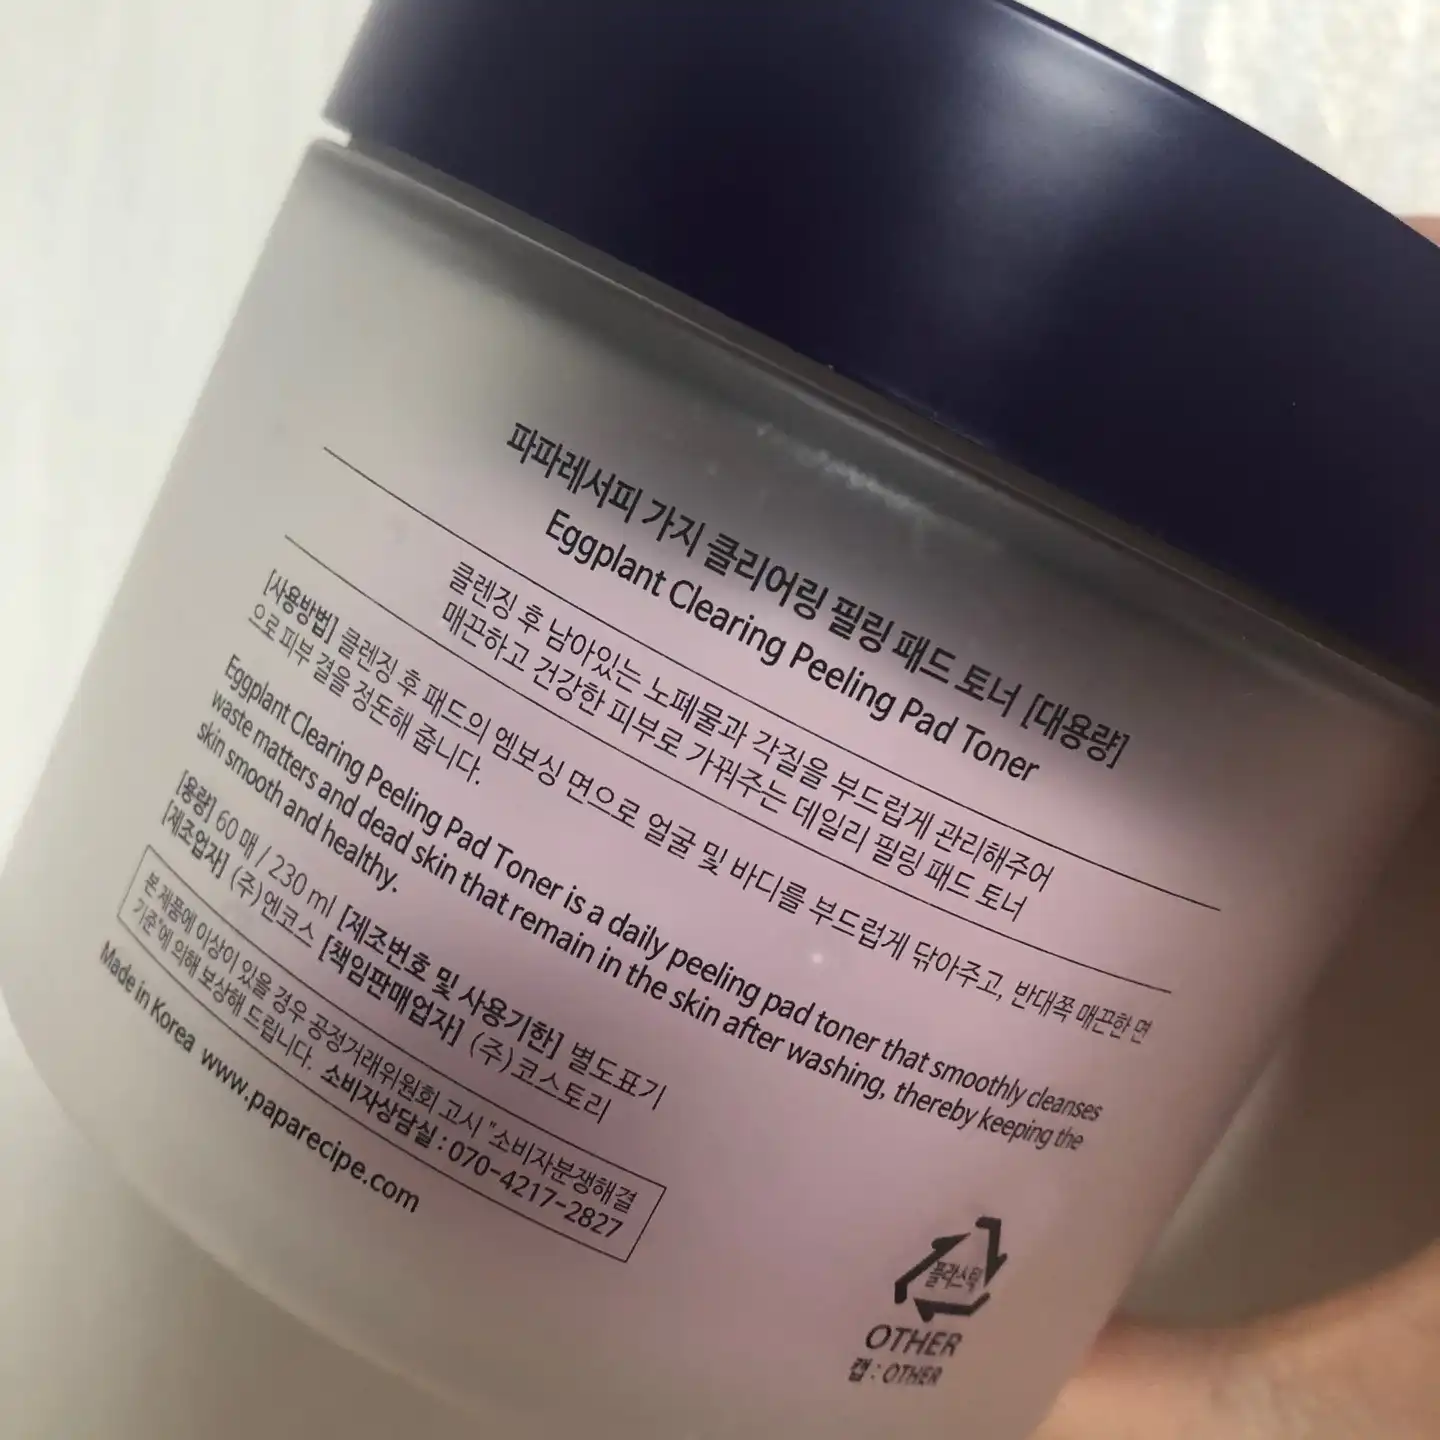 파파레서피 가지 클리어링 필링 패드 토너 [대용량]
Eggplant Clearing Peeling Pad Toner
클렌징 후 남아있는 노폐물과 각질을 부드럽게 관리해주어
매끈하고 건강한 피부로 가꿔주는 데일리 필링 패드 토너
[사용방법] 클렌징 후 패드의 엠보싱 면으로 얼굴 및 바디를 부드럽게 닦아주고, 반대쪽 매끈한 면
으로 피부 결을 정돈해 줍니다.
Eggplant Clearing Peeling Pad Toner is a daily peeling pad toner that smoothly cleanses
waste matters and dead skin that remain in the skin after washing, thereby keeping the
skin smooth and healthy.
[용량] 60 매 / 230 ml [제조번호 및 사용기한] 별도표기
[제조업자] (주)엔코스 [책임판매업자] (주)코스토리
본 제품에 이상이 있을 경우 공정거래위원회 고시 "소비자분쟁해결
기준"에 의해 보상해 드립니다. 소비자상담실 : 070-4217-2827
Made in Korea www.paparecipe.com
플라스틱
OTHER
캡 : OTHER